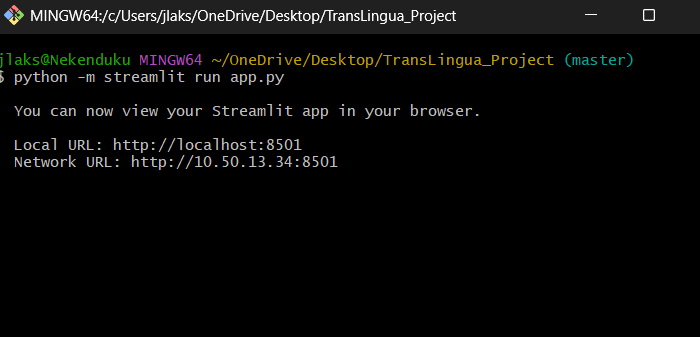 MINGW64:/c/Users/jlaks/OneDrive/Desktop/TransLingua_Project
jlaks@Nekenduku MINGW64 ~/OneDrive/Desktop/TransLingua_Project (master)
$ python -m streamlit run app.py
You can now view your Streamlit app in your browser.
Local URL: http://localhost:8501
Network URL: http://10.50.13.34:8501